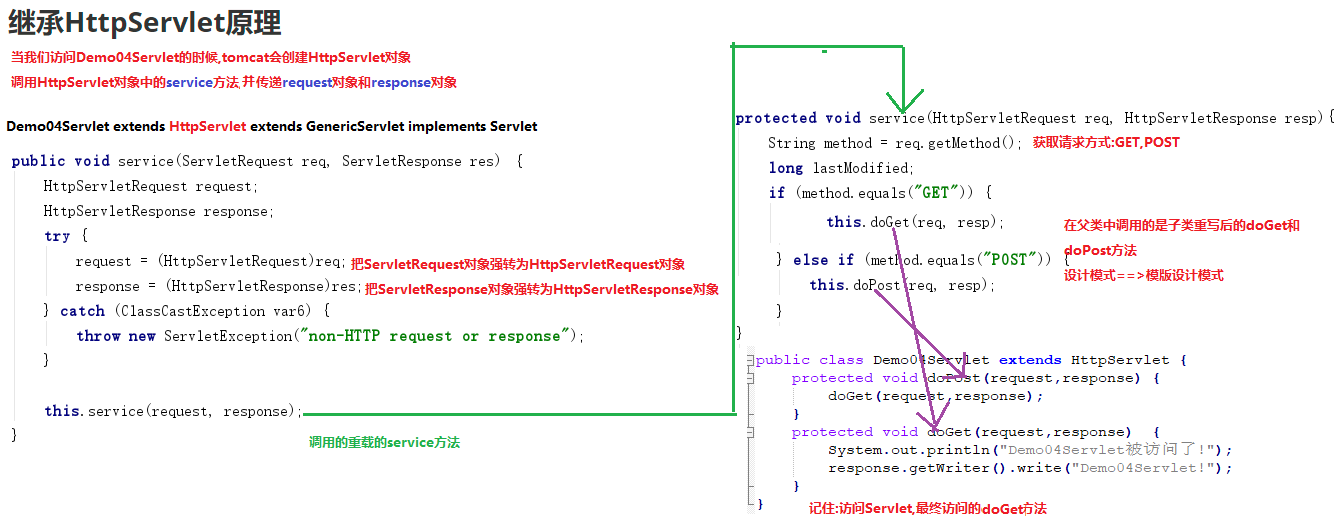 继承HttpServlet原理
当我们访问Demo04Servlet的时候,tomcat会创建HttpServlet对象
调用HttpServlet对象中的service方法,并传递request对象和response对象
Demo04Servlet extends HttpServlet extends GenericServlet implements Servlet
public void service(ServletRequest req, ServletResponse res) {
HttpServletRequest request;
HttpServletResponse response;
try {
request = (HttpServletRequest)req; 把ServletRequest对象强转为HttpServletRequest对象
response = (HttpServletResponse)res; 把ServletResponse对象强转为HttpServletResponse对象
} catch (ClassCastException var6) {
throw new ServletException("non-HTTP request or response");
}
this.service(request, response);
}
调用的重载的service方法
protected void service(HttpServletRequest req, HttpServletResponse resp){
String method = req.getMethod(); 获取请求方式:GET,POST
long lastModified;
if (method.equals("GET")) {
this.doGet(req, resp);
} else if (method.equals("POST")) {
this.doPost(req, resp);
}
}
在父类中调用的是子类重写后的doGet和
doPost方法
设计模式==>模版设计模式
public class Demo04Servlet extends HttpServlet {
protected void doPost(request,response) {
doGet(request,response);
}
protected void doGet(request,response) {
System.out.println("Demo04Servlet被访问了!");
response.getWriter().write("Demo04Servlet!");
}
}
记住:访问Servlet,最终访问的doGet方法